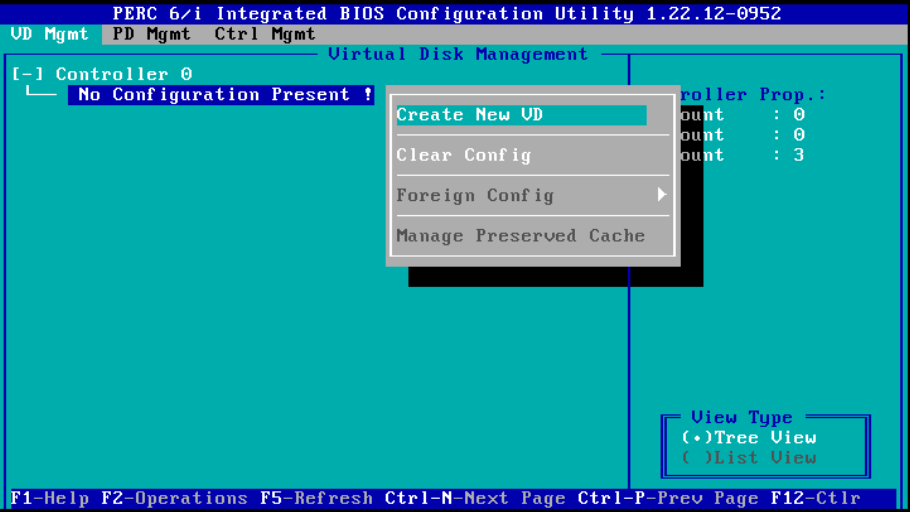 PERC 6/i Integrated BIOS Configuration Utility 1.22.12-0952
VD Mgmt PD Mgmt Ctrl Mgmt
Virtual Disk Management
[-] Controller 0
No Configuration Present !
roller Prop.:
ount : 0
ount : 0
ount : 3
Create New VD
Clear Config
Foreign Config
Manage Preserved Cache
View Type
(•)Tree View
( )List View
F1-Help F2-Operations F5-Refresh Ctrl-N-Next Page Ctrl-P-Prev Page F12-Ctlr